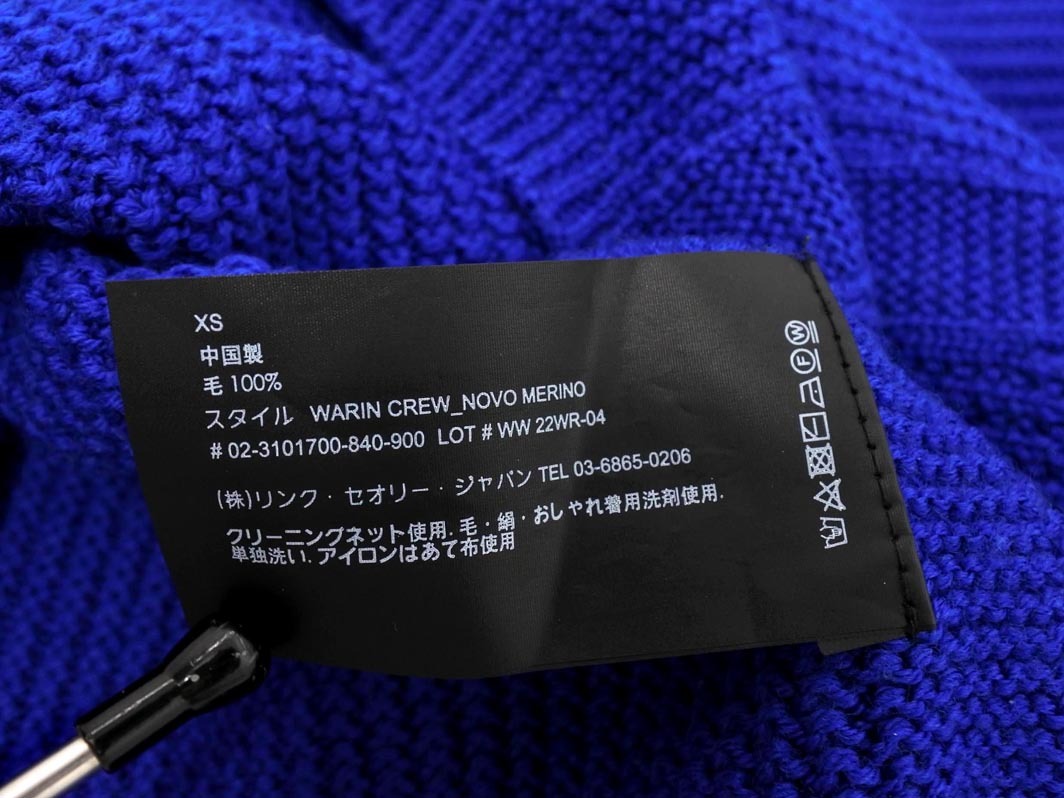 XS
中国製
毛 100%
スタイル WARIN CREW_NOVO MERINO
# 02-3101700-840-900 LOT # WW 22WR-04
(株)リンク・セオリー・ジャパン TEL 03-6865-0206
クリーニングネット使用. 毛・絹・おしゃれ着用洗剤使用.
単独洗い. アイロンはあて布使用
W
F